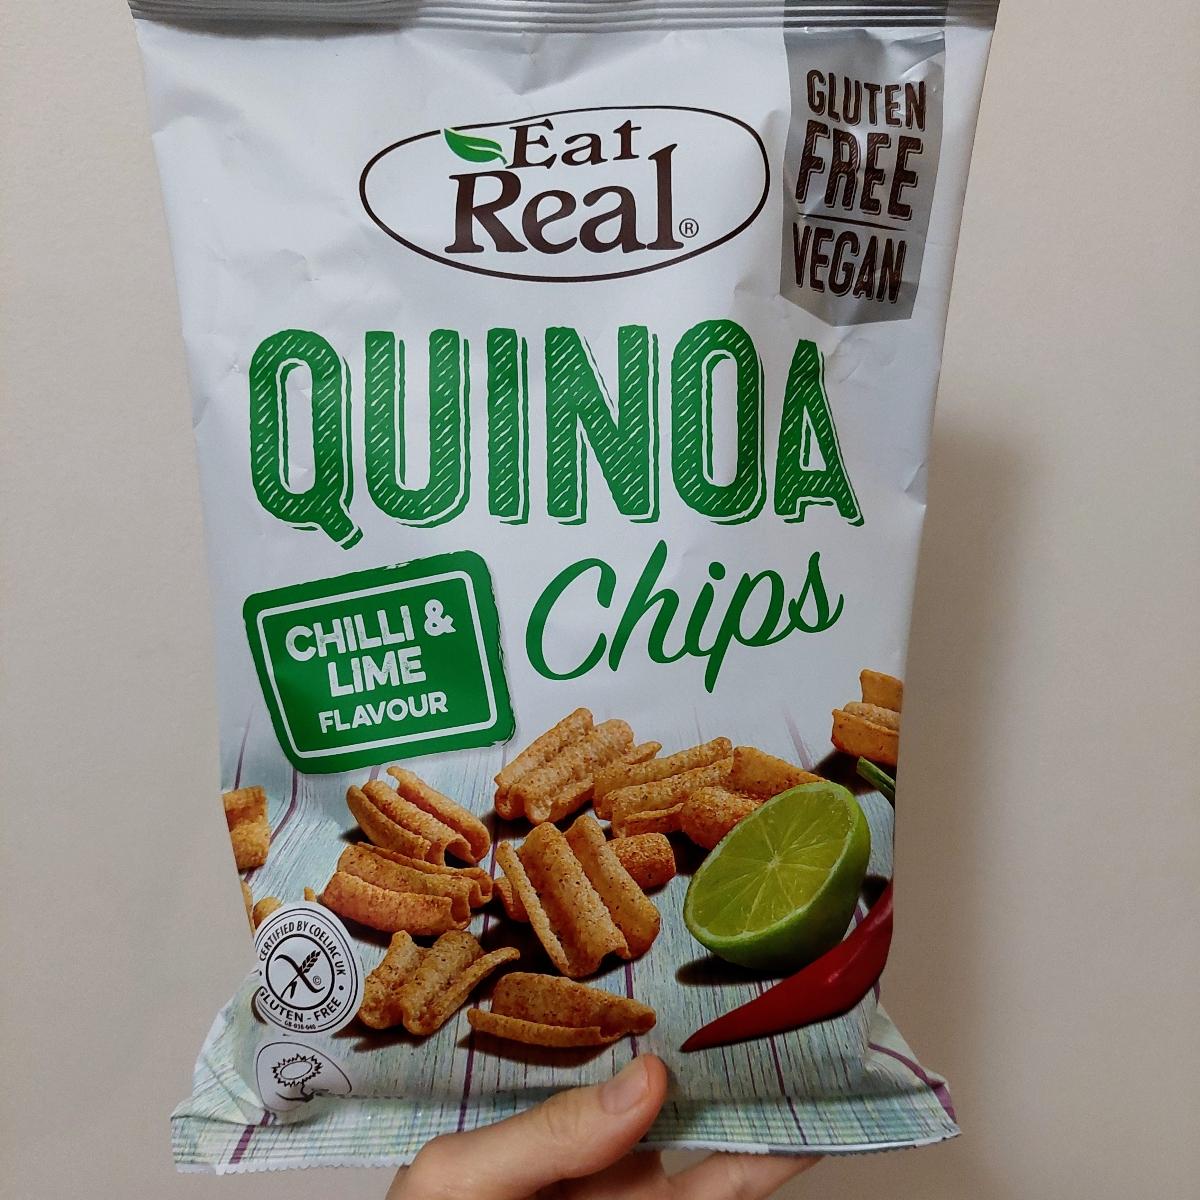 Eat
Real®
GLUTEN
FREE
VEGAN
QUINOA
Chips
CHILLI &
LIME
FLAVOUR
CERTIFIED BY COELIAC UK
©
GLUTEN - FREE